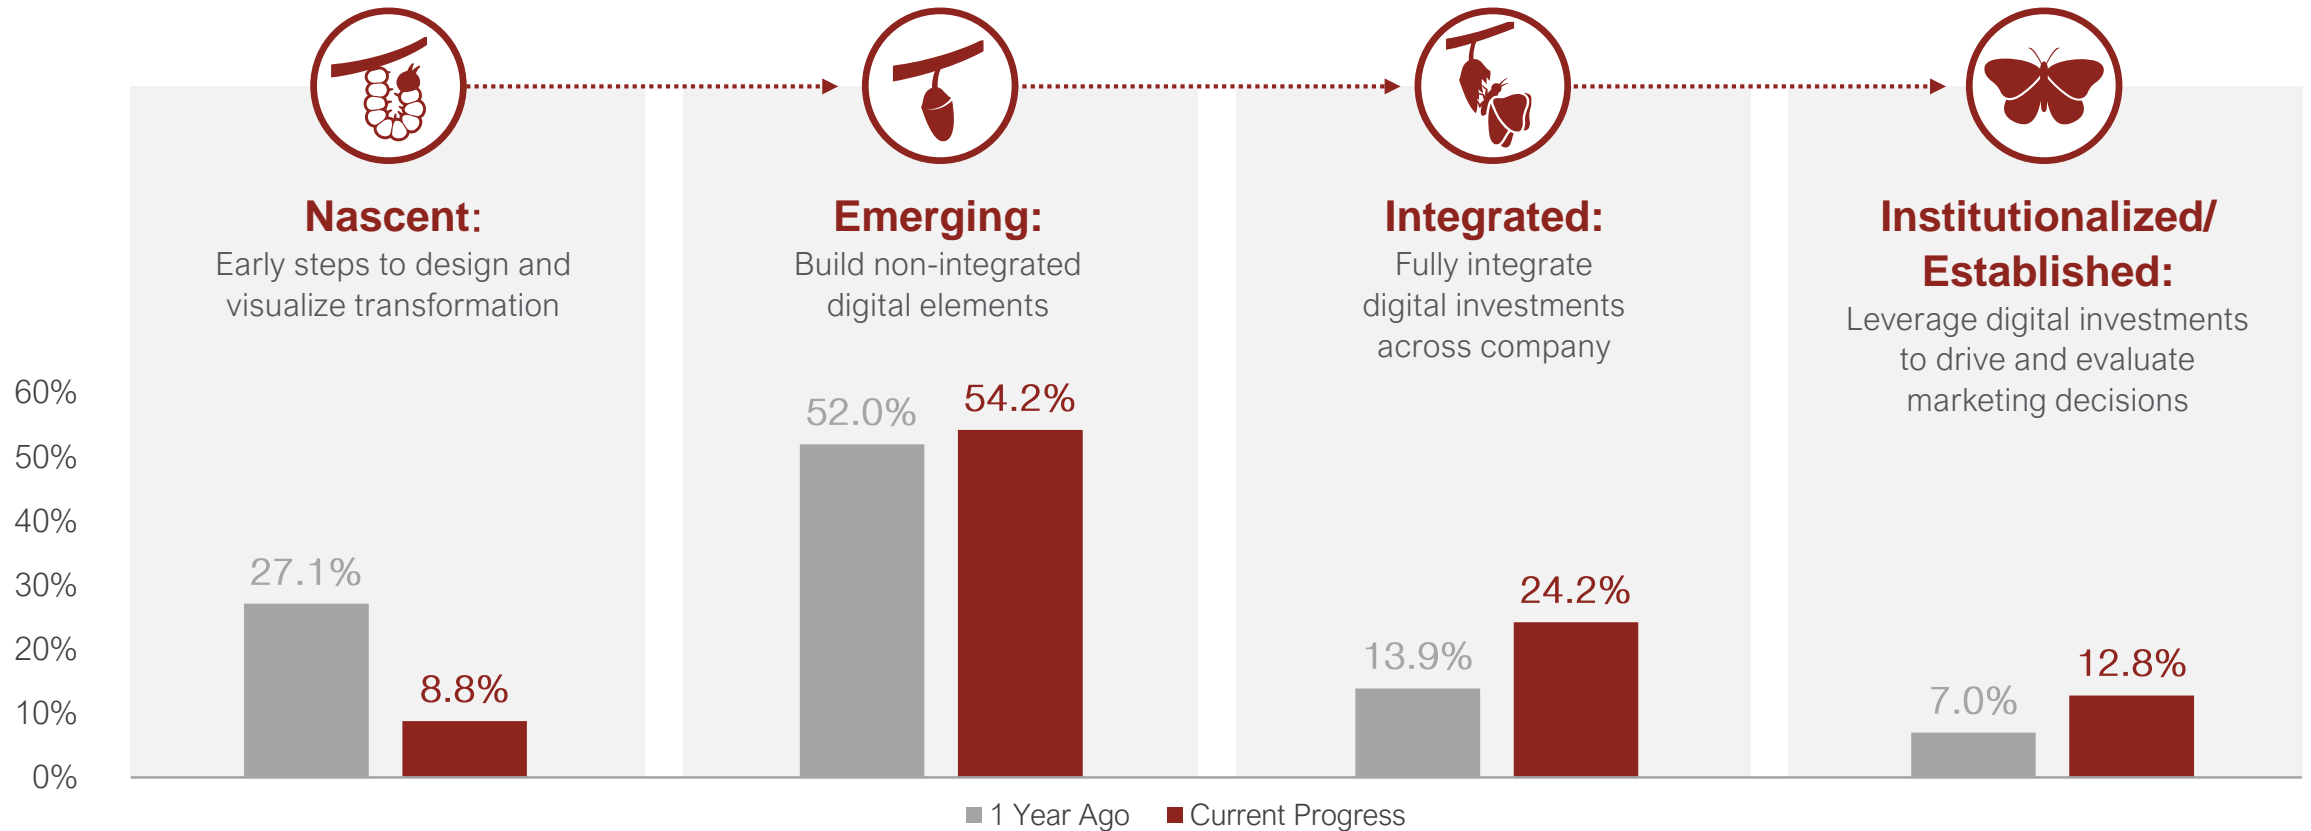 Nascent:
Early steps to design and
visualize transformation
Emerging:
Build non-integrated
digital elements
Integrated:
Fully integrate
digital investments
across company
Institutionalized/
Established:
Leverage digital investments
to drive and evaluate
marketing decisions
60%
50%
40%
30%
20%
10%
0%
27.1%
8.8%
52.0%
54.2%
13.9%
24.2%
7.0%
12.8%
1 Year Ago
Current Progress